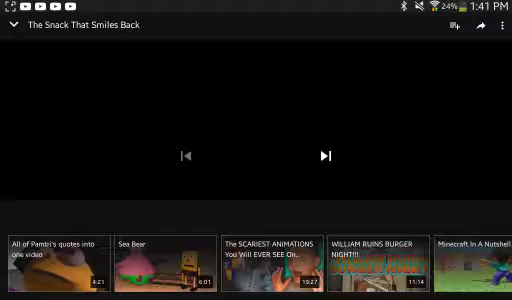 24% 1:41 PM
The Snack That Smiles Back
All of Pamtri's quotes into
one video
4:21
Sea Bear
6:01
The SCARIEST ANIMATIONS
You Will EVER SEE On...
19:27
WILLIAM RUINS BURGER
NIGHT!!!
11:14
Minecraft In A Nutshell